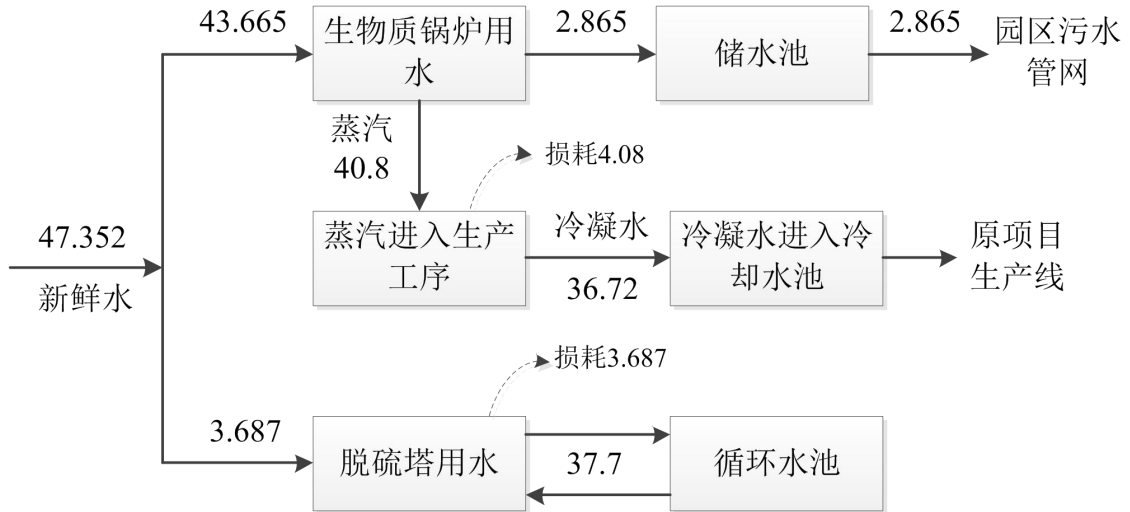 43.665
生物质锅炉用
水
2.865
储水池
2.865
园区污水
管网
蒸汽
40.8
损耗4.08
47.352
新鲜水
蒸汽进入生产
工序
冷凝水
36.72
冷凝水进入冷
却水池
原项目
生产线
损耗3.687
3.687
脱硫塔用水
37.7
循环水池